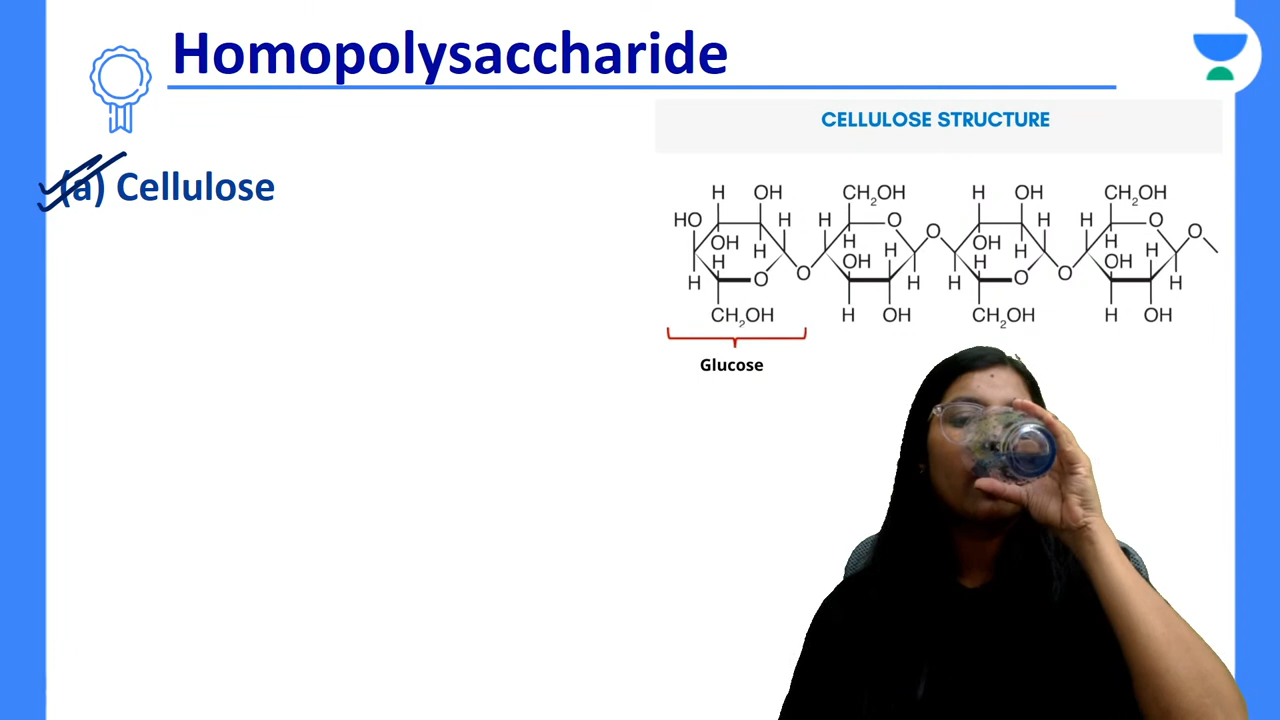 Homopolysaccharide
CELLULOSE STRUCTURE
(a) Cellulose
H OH CH2OH H OH CH2OH
HO H H O O H H O O
OH H H H OH H H H
H OH H OH
H O O H H O O H
CH2OH H OH CH2OH H OH
Glucose